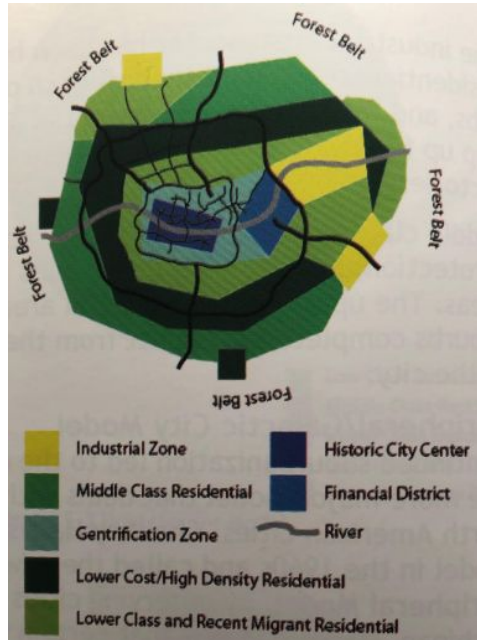 Forest Belt
Forest Belt
Forest Belt
Forest Belt
Forest Belt
Industrial Zone
Historic City Center
Middle Class Residential
Financial District
Gentrification Zone
River
Lower Cost/High Density Residential
Lower Class and Recent Migrant Residential